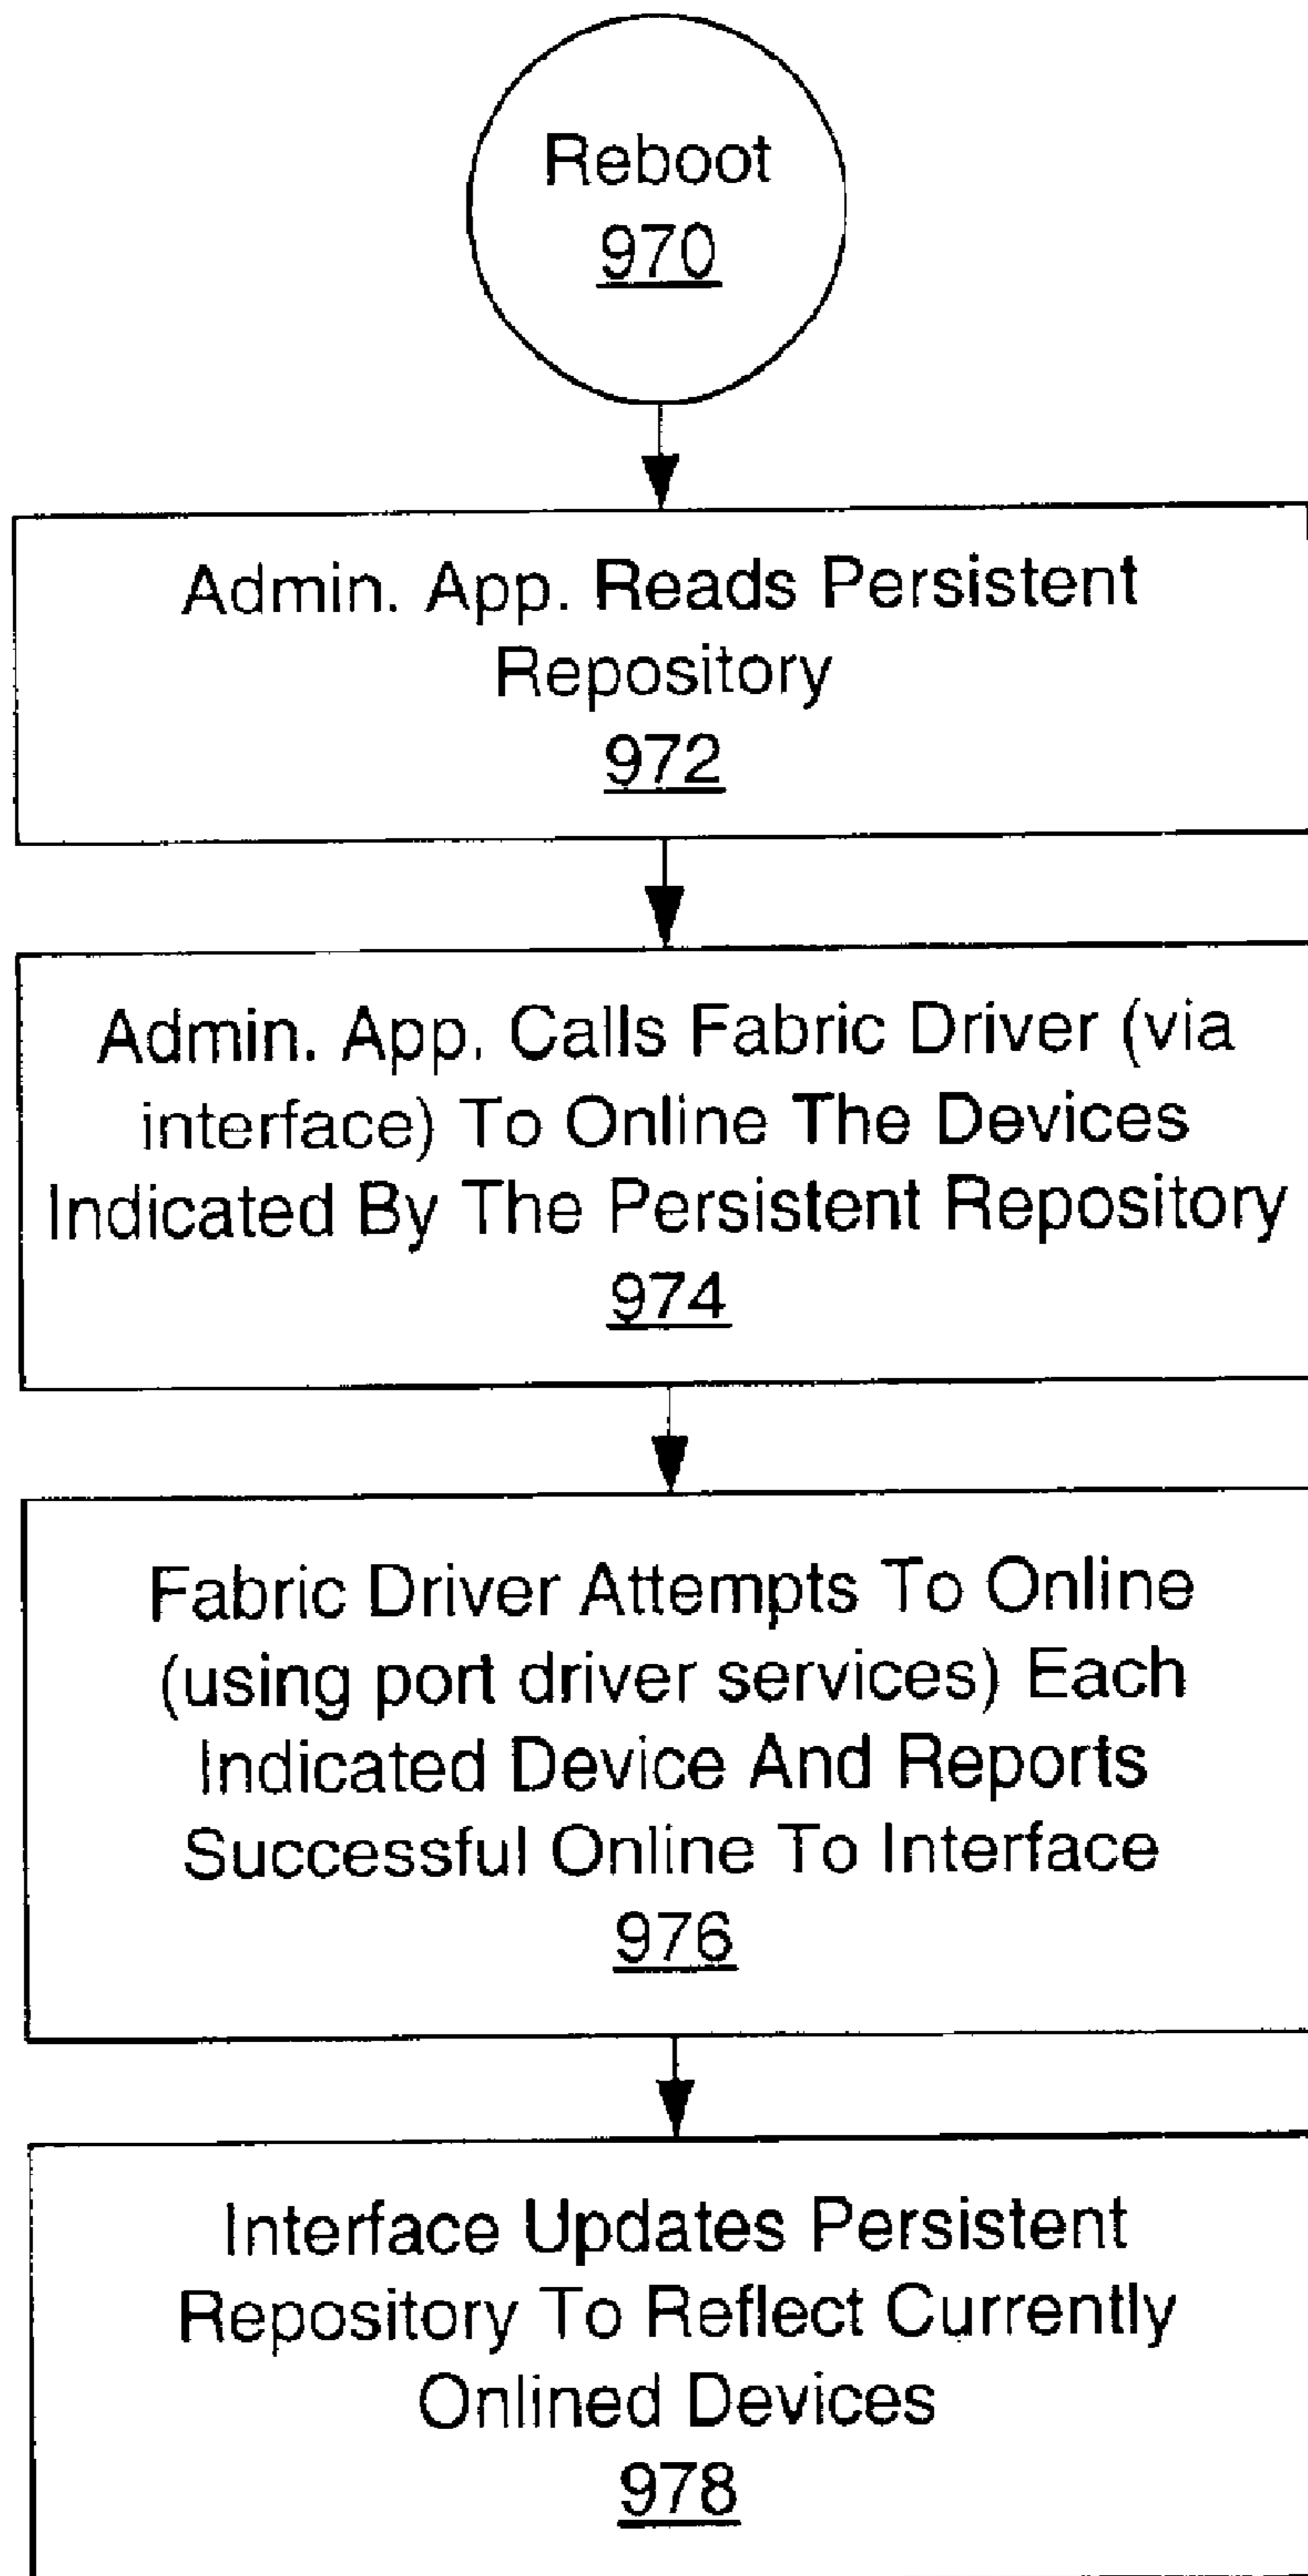 Reboot
970
Admin. App. Reads Persistent
Repository
972
Admin. App. Calls Fabric Driver (via
interface) To Online The Devices
Indicated By The Persistent Repository
974
Fabric Driver Attempts To Online
(using port driver services) Each
Indicated Device And Reports
Successful Online To Interface
976
Interface Updates Persistent
Repository To Reflect Currently
Onlined Devices
978